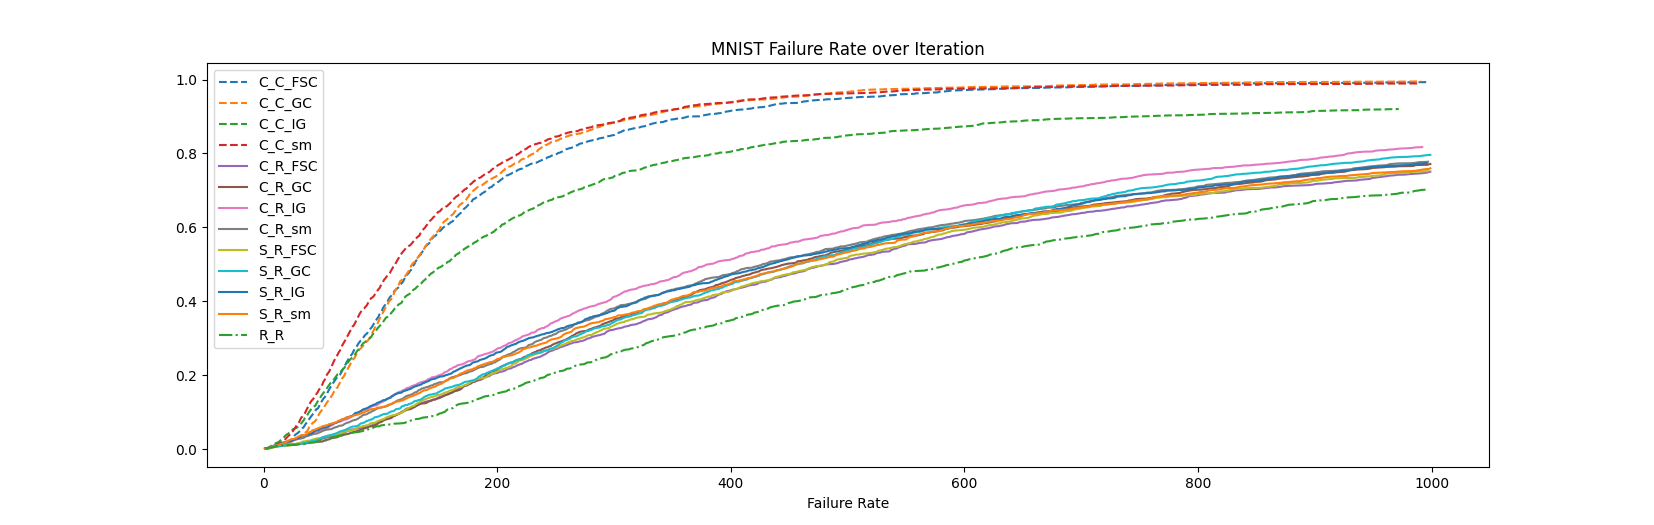 MNIST Failure Rate over Iteration
1.0
0.8
0.6
0.4
0.2
0.0
C_C_FSC
C_C_GC
C_C_IG
C_C_sm
C_R_FSC
C_R_GC
C_R_IG
C_R_sm
S_R_FSC
S_R_GC
S_R_IG
S_R_sm
R_R
0 200 400 600 800 1000
Failure Rate